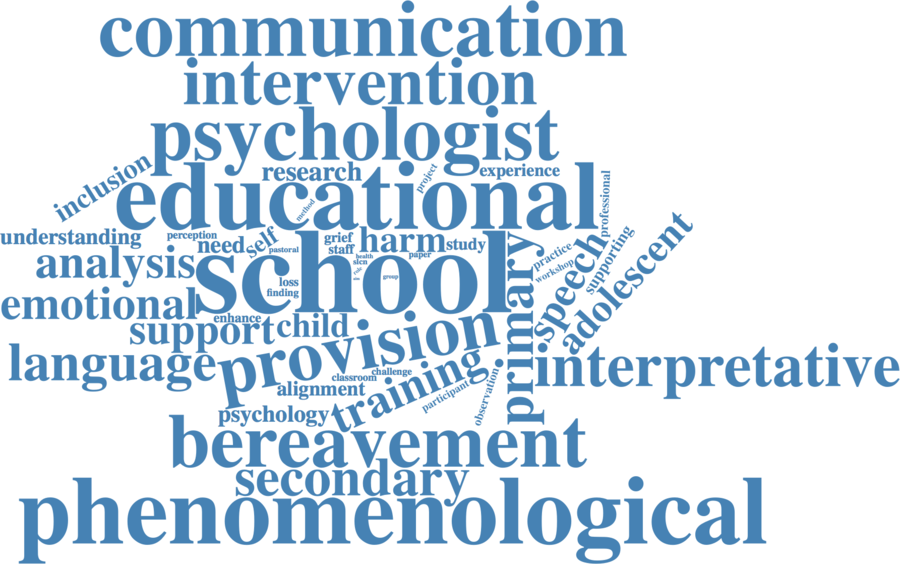 communication
intervention
psychologist
inclusion
research
project
experience
educational
method
professional
understanding
perception
need
self
pastoral
grief
staff
harm
study
paper
health
slcn
role
group
practice
workshop
speech
supporting
adolescent
analysis
school
loss
finding
primary
emotional
enhance
support
child
provision
language
classroom
challenge
training
interpretative
alignment
participant
observation
psychology
bereavement
secondary
phenomenological